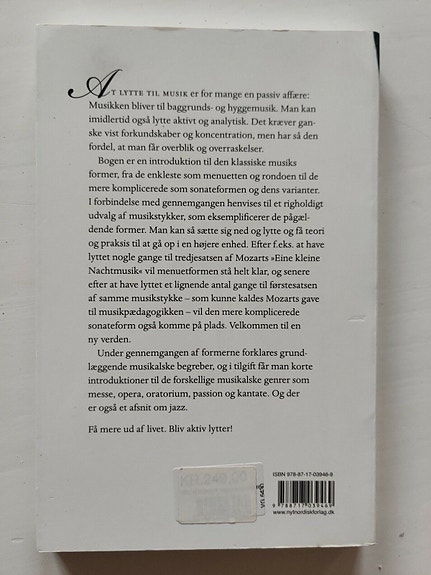 AT LYTTE TIL MUSIK er for mange en passiv affære:
Musikken bliver til baggrunds- og hyggemusik. Man kan
imidlertid også lytte aktivt og analytisk. Det kræver gan-
ske vist forkundskaber og koncentration, men har så den
fordel, at man får overblik og overraskelser.
Bogen er en introduktion til den klassiske musiks
former, fra de enkleste som menuetten og rondoen til de
mere komplicerede som sonateformen og dens varianter.
I forbindelse med gennemgangen henvises til et righoldigt
udvalg af musikstykker, som eksemplificerer de pågæl-
dende former. Man kan så sætte sig ned og lytte og få teori
og praksis til at gå op i en højere enhed. Efter f.eks. at have
lyttet nogle gange til tredjesatsen af Mozarts »Eine kleine
Nachtmusik« vil menuetformen stå helt klar, og senere
efter at have lyttet et lignende antal gange til førstesatsen
af samme musikstykke – som kunne kaldes Mozarts gave
til musikpædagogikken – vil den mere komplicerede
sonateform også komme på plads. Velkommen til en
ny verden.
Under gennemgangen af formerne forklares grund-
læggende musikalske begreber, og i tilgift får man korte
introduktioner til de forskellige musikalske genrer som
messe, opera, oratorium, passion og kantate. Og der
er også et afsnit om jazz.
Få mere ud af livet. Bliv aktiv lytter!
ISBN 978-87-17-03946-9
9 788717 039469
www.nytnordiskforlag.dk